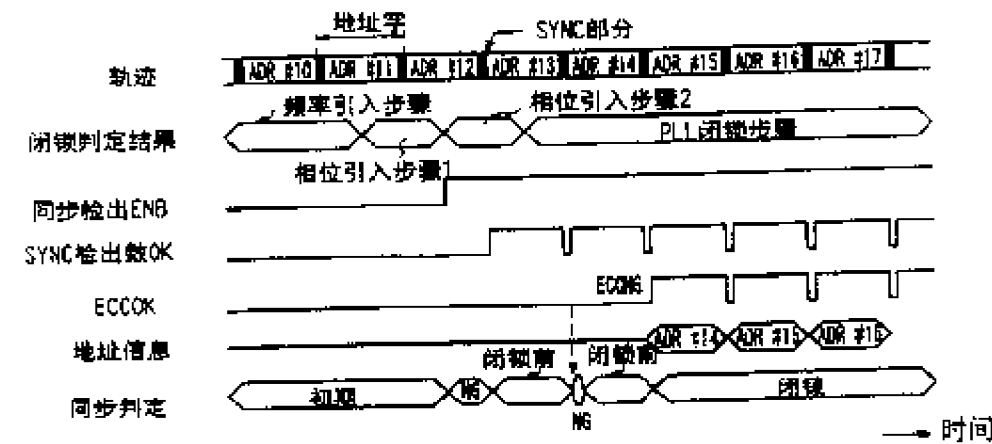 地址字
SYNC部分
轨迹
ADR #10 ADR #11 ADR #12 ADR #13 ADR #14 ADR #15 ADR #16 ADR #17
频率引入步骤
相位引入步骤2
闭锁判定结果
PLL闭锁步骤
相位引入步骤1
同步检出ENB
SYNC检出数OK
ECCNG
ECCOK
地址信息
ADR #14 ADR #15 ADR #16
闭锁前 闭锁前
同步判定
初期 NG 闭锁
NG
时间